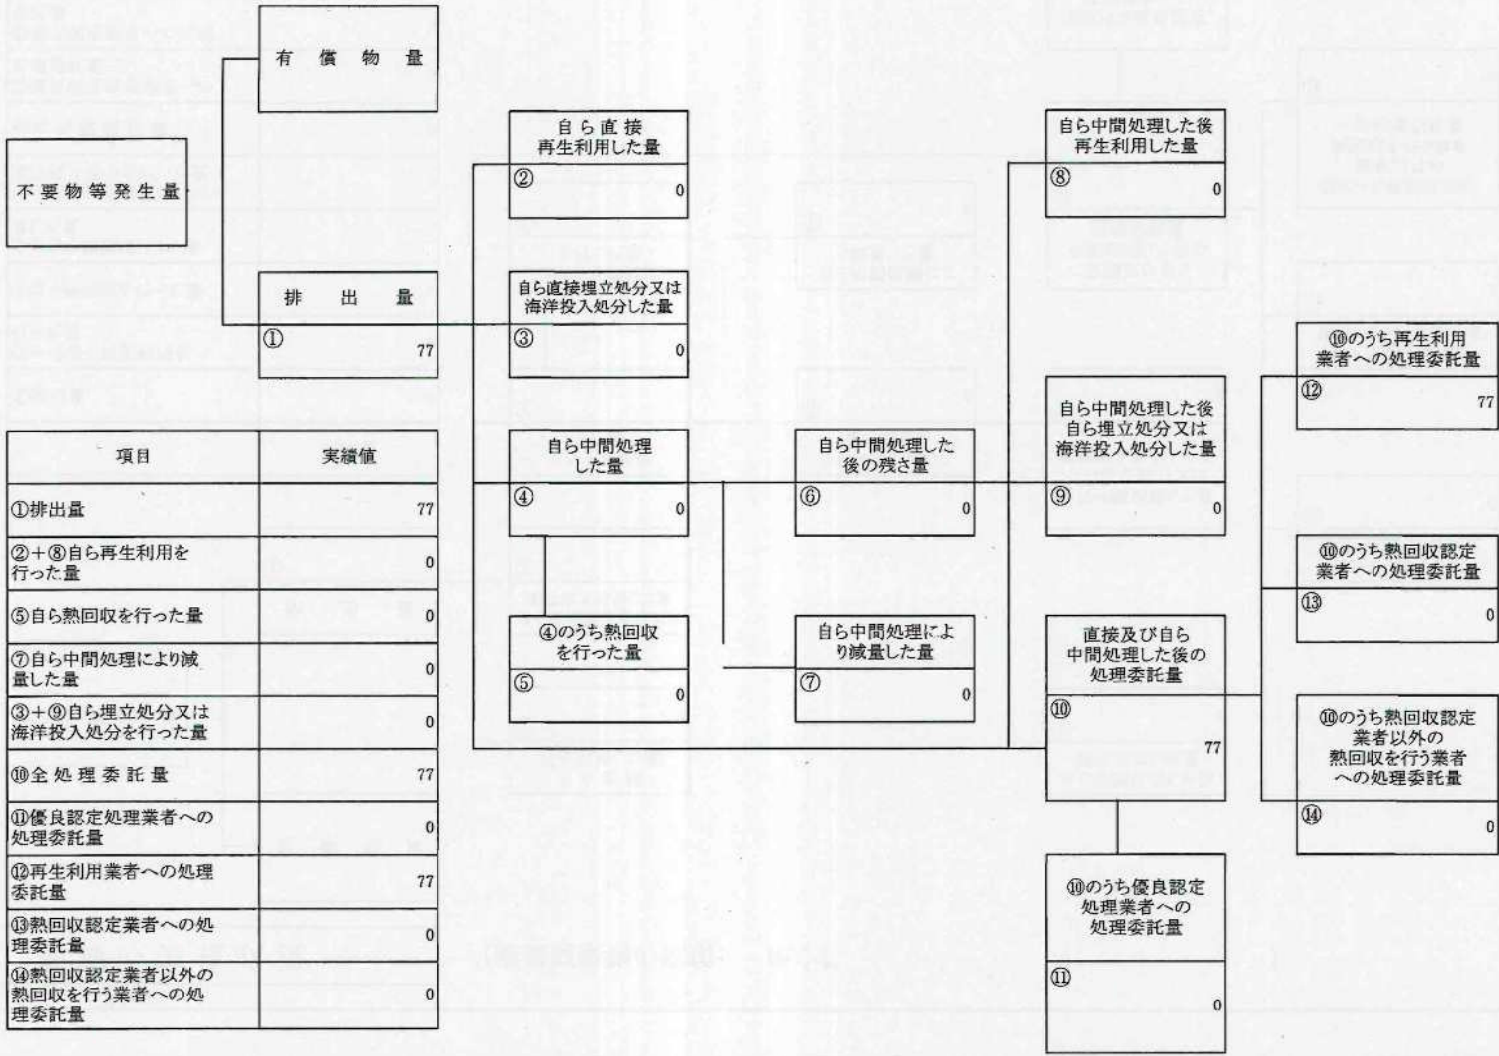 有償物量
不要物等発生量
排出量
①
77
自ら直接
再生利用した量
②
0
自ら直接埋立処分又は
海洋投入処分した量
③
0
自ら中間処理
した量
④
0
④のうち熱回収
を行った量
⑤
0
自ら中間処理した
後の残さ量
⑥
0
自ら中間処理によ
り減量した量
⑦
0
自ら中間処理した後
再生利用した量
⑧
0
自ら中間処理した後
自ら埋立処分又は
海洋投入処分した量
⑨
0
直接及び自ら
中間処理した後の
処理委託量
⑩
77
⑩のうち優良認定
処理業者への
処理委託量
⑪
0
⑩のうち再生利用
業者への処理委託量
⑫
77
⑩のうち熱回収認定
業者への処理委託量
⑬
0
⑩のうち熱回収認定
業者以外の
熱回収を行う業者
への処理委託量
⑭
0
項目 実績値
①排出量 77
②+⑧自ら再生利用を
行った量 0
⑤自ら熱回収を行った量 0
⑦自ら中間処理により減
量した量 0
③+⑨自ら埋立処分又は
海洋投入処分を行った量 0
⑩全処理委託量 77
⑪優良認定処理業者への
処理委託量 0
⑫再生利用業者への処理
委託量 77
⑬熱回収認定業者への処
理委託量 0
⑭熱回収認定業者以外の
熱回収を行う業者への処
理委託量 0